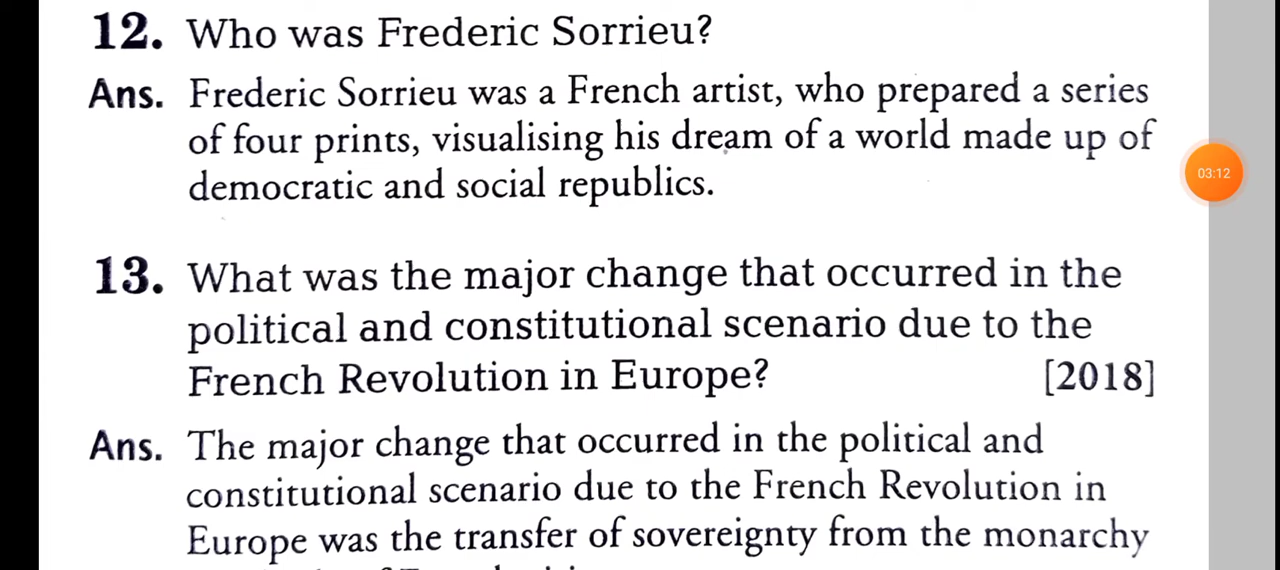 12. Who was Frederic Sorrieu?
Ans. Frederic Sorrieu was a French artist, who prepared a series
of four prints, visualising his dream of a world made up of
democratic and social republics.
03:12
13. What was the major change that occurred in the
political and constitutional scenario due to the
French Revolution in Europe? [2018]
Ans. The major change that occurred in the political and
constitutional scenario due to the French Revolution in
Europe was the transfer of sovereignty from the monarchy